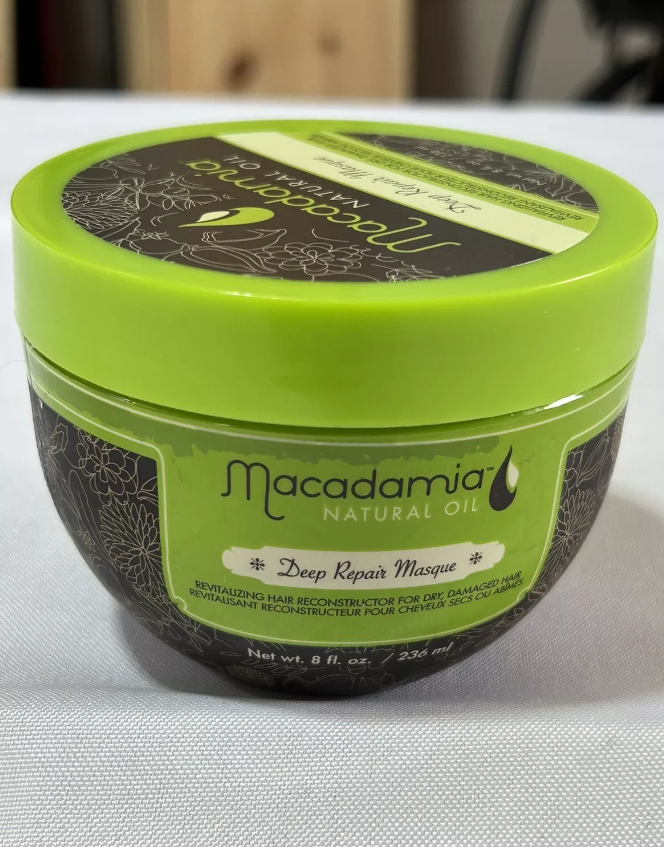 Macadamia
NATURAL OIL
Deep Repair Masque
Macadamia™
NATURAL OIL
Deep Repair Masque
REVITALIZING HAIR RECONSTRUCTOR FOR DRY, DAMAGED HAIR
REVITALISANT RECONSTRUCTEUR POUR CHEVEUX SECS OU ABÎMÉS
Net wt. 8 fl. oz. / 236 ml